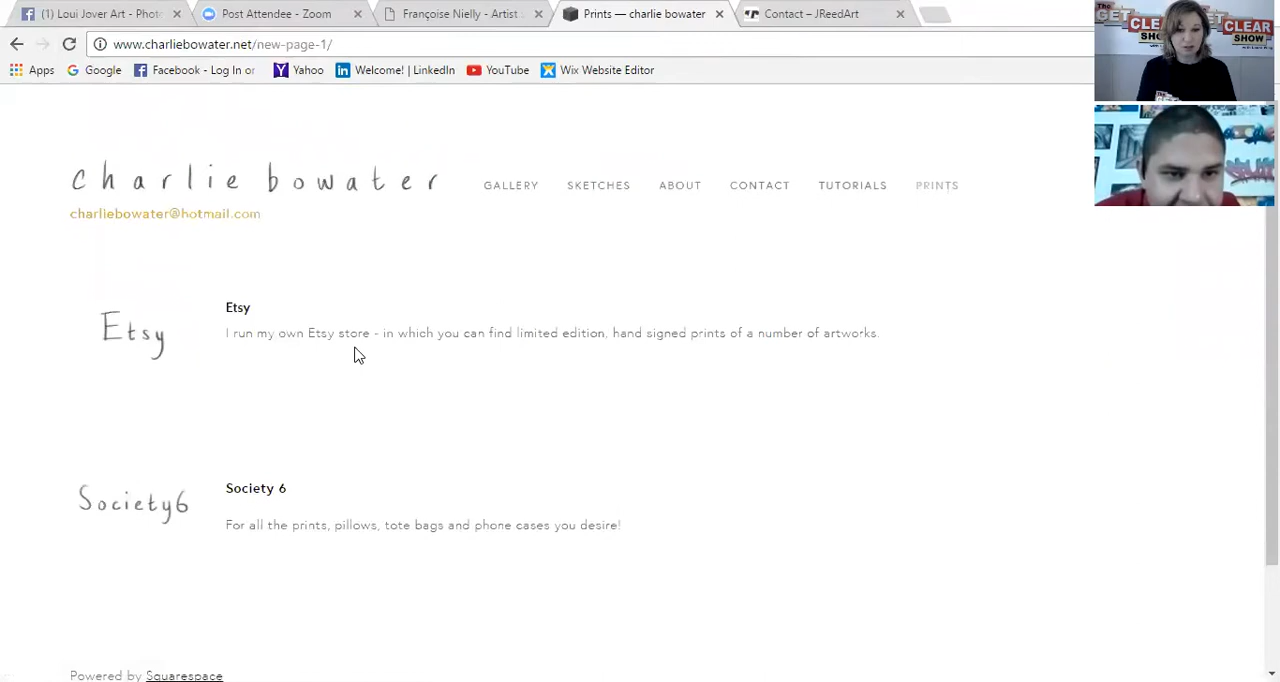 (1) Loui Jover Art - Phot
Post Attendee - Zoom
Françoise Nielly - Artist
Prints — charlie bowater
Contact – JReedArt
www.charliebowater.net/new-page-1/
Apps
Google
Facebook - Log In or
Yahoo
Welcome! | LinkedIn
YouTube
Wix Website Editor
The
GET
CLEAR
SHOW
charlie bowater
GALLERY SKETCHES ABOUT CONTACT TUTORIALS PRINTS
charliebowater@hotmail.com
Etsy
Etsy
I run my own Etsy store - in which you can find limited edition, hand signed prints of a number of artworks.
Society6
Society 6
For all the prints, pillows, tote bags and phone cases you desire!
Powered by Squarespace